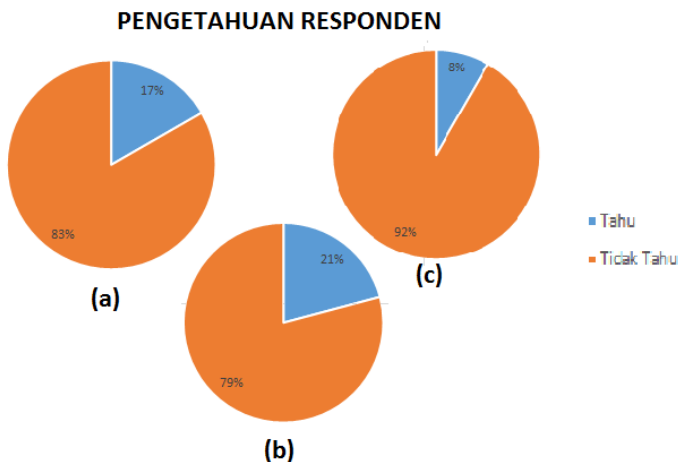 PENGETAHUAN RESPONDEN
17%
83%
(a)
8%
92%
(c)
21%
79%
(b)
Tahu
Tidak Tahu